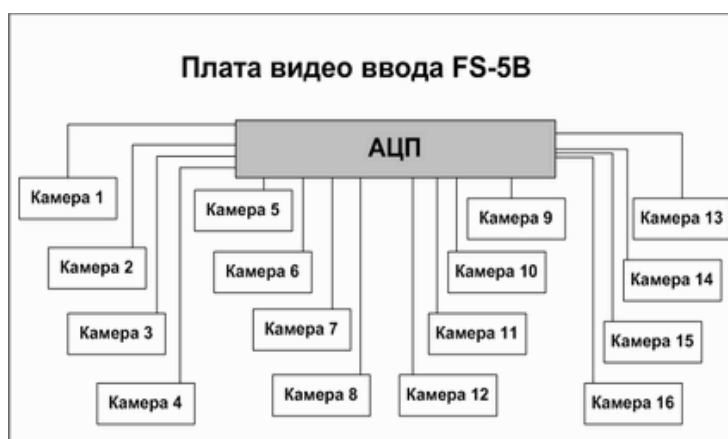 Плата видео ввода FS-5B
АЦП
Камера 1
Камера 2
Камера 3
Камера 4
Камера 5
Камера 6
Камера 7
Камера 8
Камера 9
Камера 10
Камера 11
Камера 12
Камера 13
Камера 14
Камера 15
Камера 16